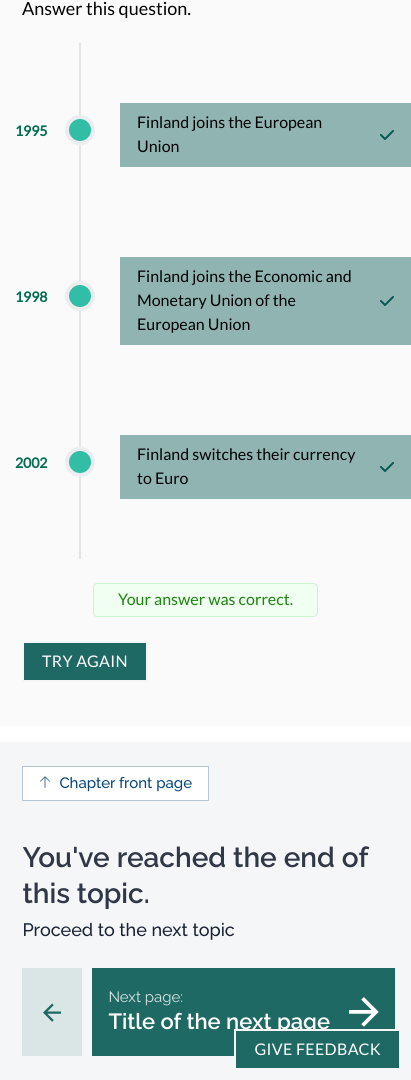 Answer this question.
1995
Finland joins the European
Union
1998
Finland joins the Economic and
Monetary Union of the
European Union
2002
Finland switches their currency
to Euro
Your answer was correct.
TRY AGAIN
Chapter front page
You've reached the end of
this topic.
Proceed to the next topic
Next page:
Title of the next page
GIVE FEEDBACK